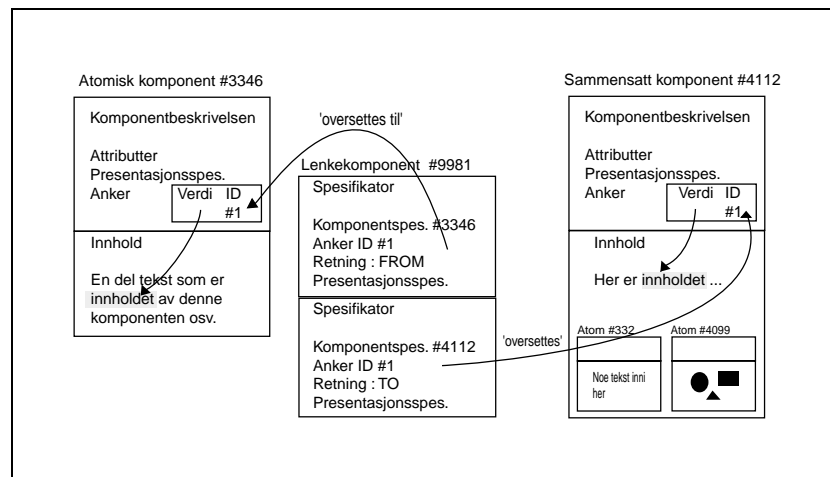 Atomisk komponent #3346
Komponentbeskrivelsen
Attributter
Presentasjonsspes.
Anker
Verdi ID
#1
Innhold
En del tekst som er
innholdet av denne
komponenten osv.
'oversettes til'
Lenkekomponent #9981
Spesifikator
Komponentspes. #3346
Anker ID #1
Retning : FROM
Presentasjonsspes.
Spesifikator
Komponentspes. #4112
Anker ID #1
Retning : TO
Presentasjonsspes.
'oversettes'
Sammensatt komponent #4112
Komponentbeskrivelsen
Attributter
Presentasjonsspes.
Anker
Verdi ID
#1
Innhold
Her er innholdet ...
Atom #332
Noe tekst inni
her
Atom #4099